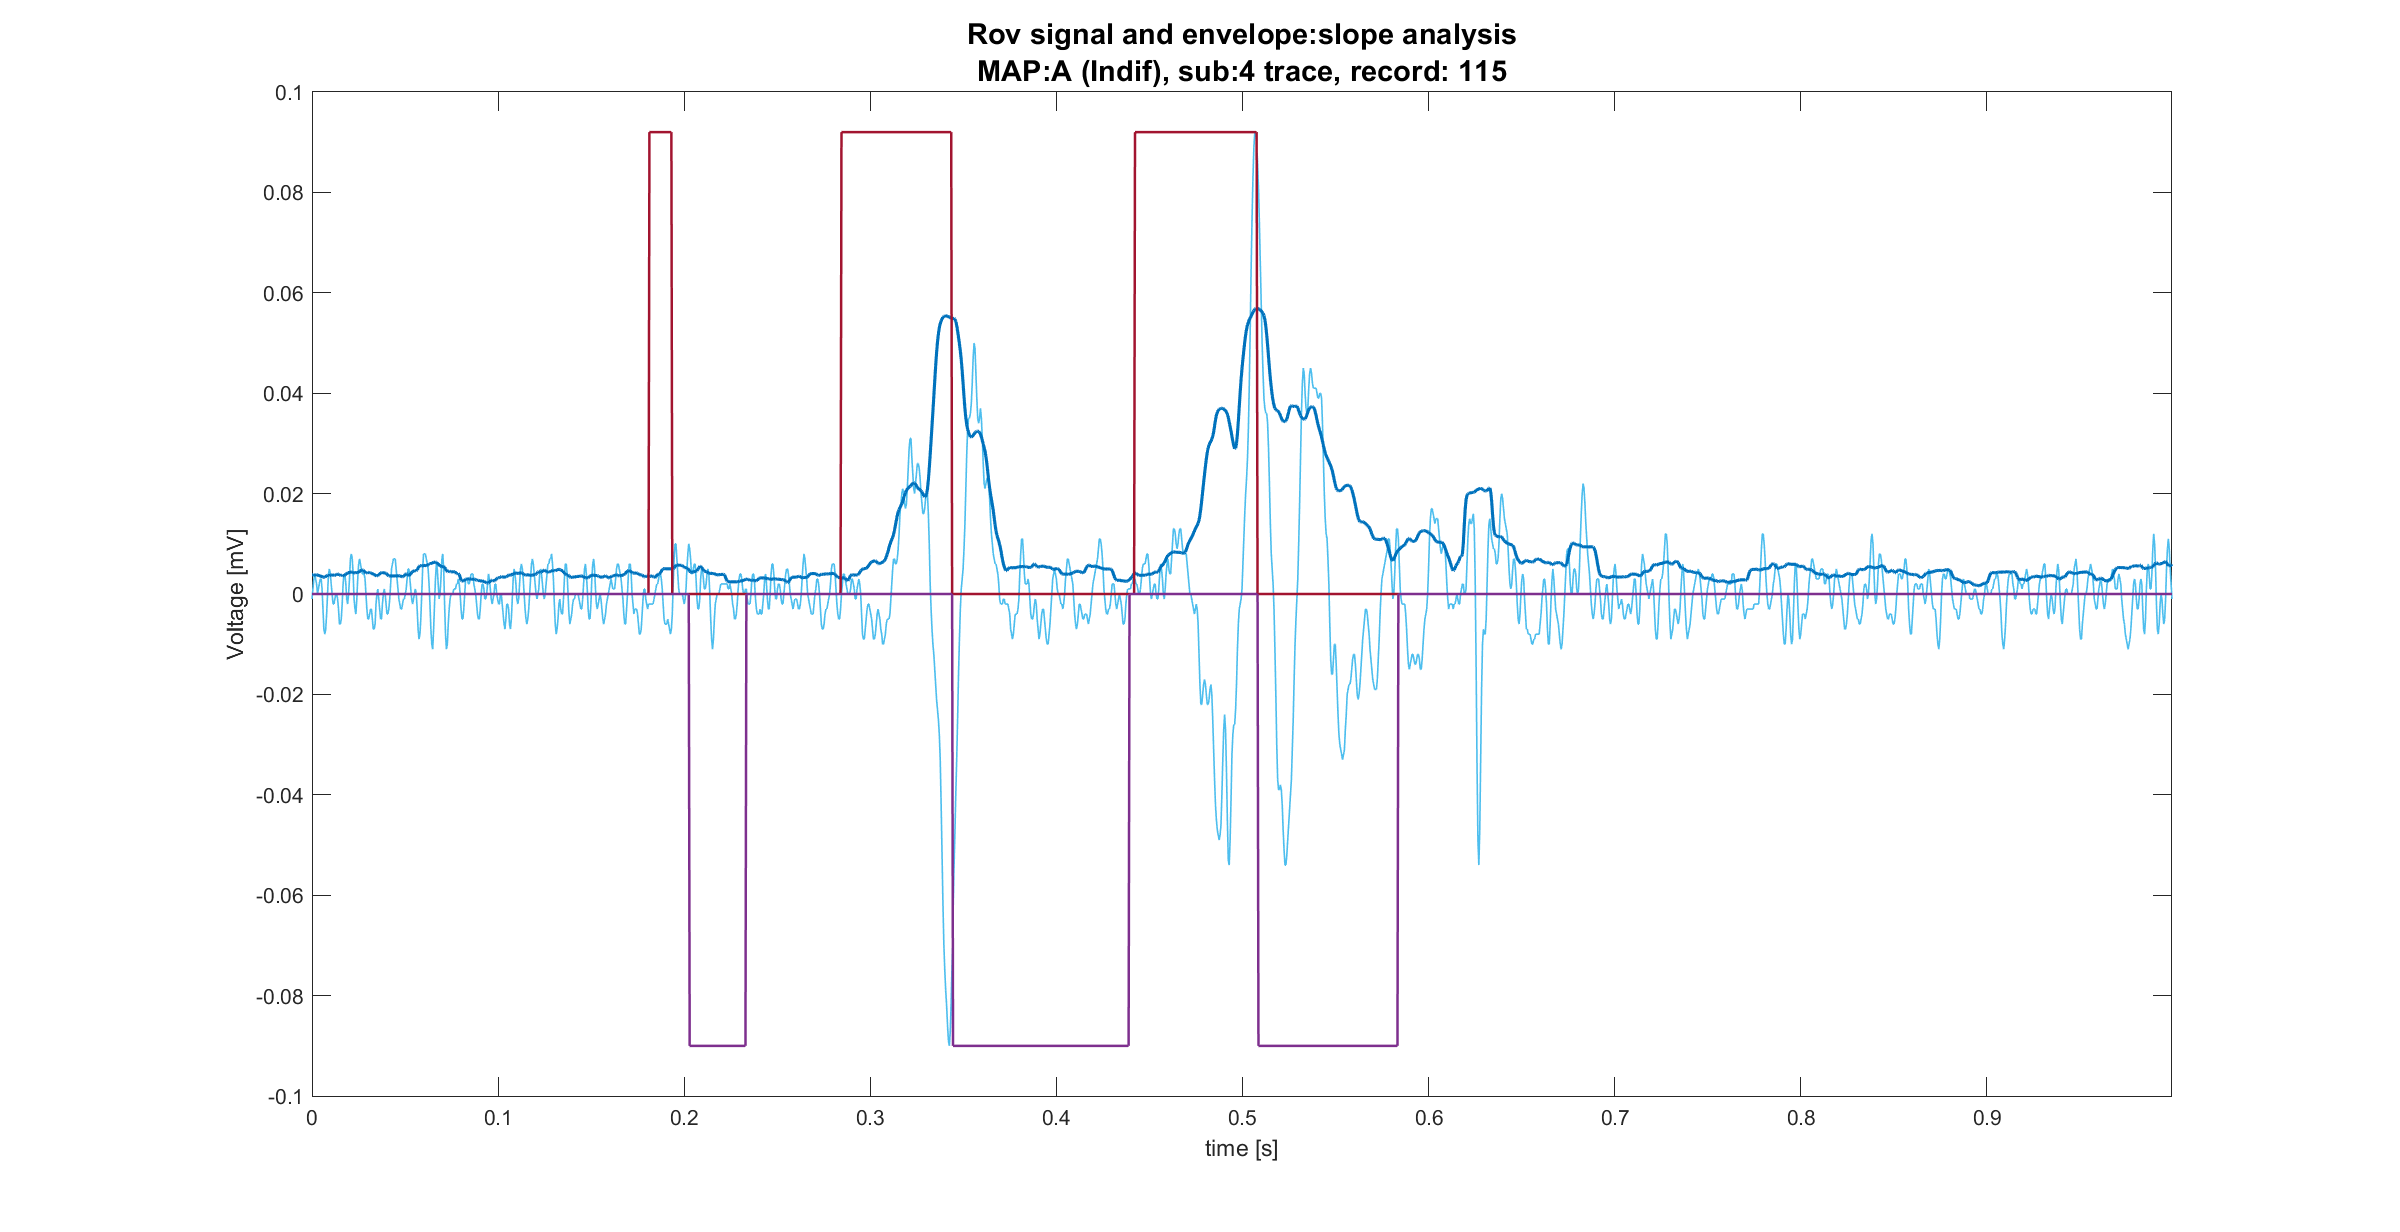 Rov signal and envelope:slope analysis
MAP:A (Indif), sub:4 trace, record: 115
0.1
0.08
0.06
0.04
0.02
0
-0.02
-0.04
-0.06
-0.08
-0.1
Voltage [mV]
0 0.1 0.2 0.3 0.4 0.5 0.6 0.7 0.8 0.9
time [s]